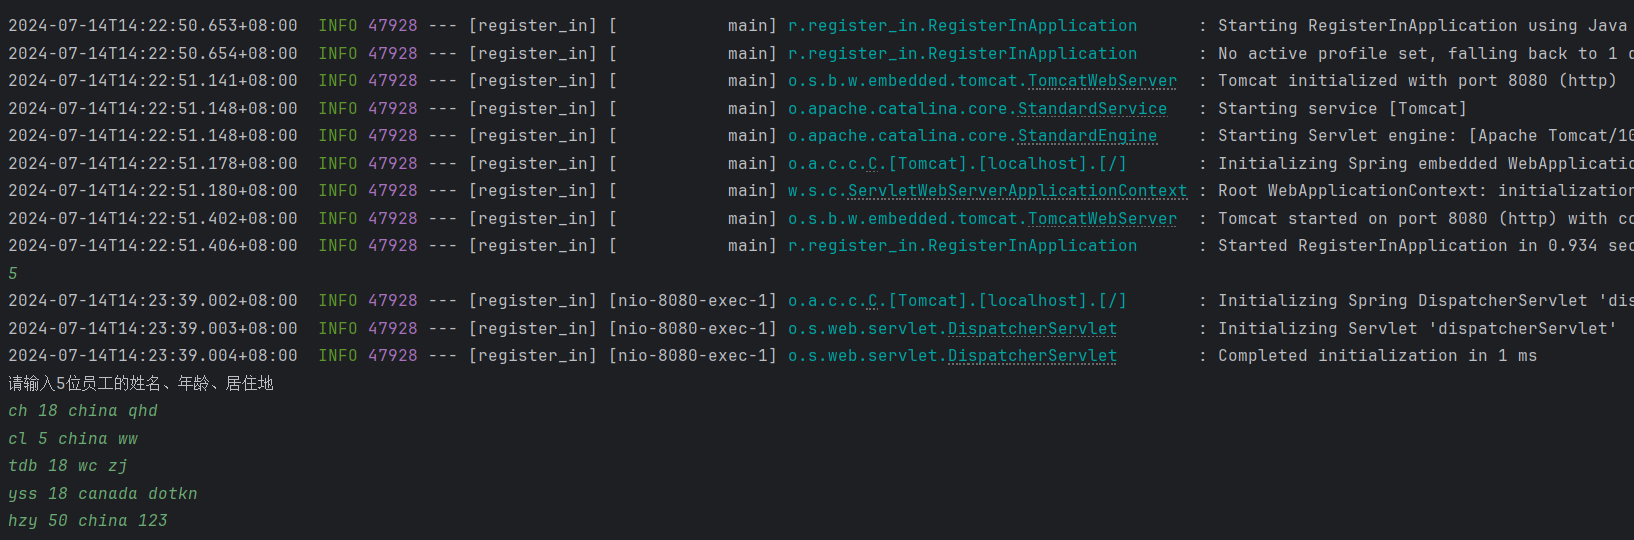 2024-07-14T14:22:50.653+08:00  INFO 47928 --- [register_in] [           main] r.register_in.RegisterInApplication      : Starting RegisterInApplication using Java
2024-07-14T14:22:50.654+08:00  INFO 47928 --- [register_in] [           main] r.register_in.RegisterInApplication      : No active profile set, falling back to 1 d
2024-07-14T14:22:51.141+08:00  INFO 47928 --- [register_in] [           main] o.s.b.w.embedded.tomcat.TomcatWebServer  : Tomcat initialized with port 8080 (http)
2024-07-14T14:22:51.148+08:00  INFO 47928 --- [register_in] [           main] o.apache.catalina.core.StandardService   : Starting service [Tomcat]
2024-07-14T14:22:51.148+08:00  INFO 47928 --- [register_in] [           main] o.apache.catalina.core.StandardEngine    : Starting Servlet engine: [Apache Tomcat/10
2024-07-14T14:22:51.178+08:00  INFO 47928 --- [register_in] [           main] o.a.c.c.C.[Tomcat].[localhost].[/]       : Initializing Spring embedded WebApplicatio
2024-07-14T14:22:51.180+08:00  INFO 47928 --- [register_in] [           main] w.s.c.ServletWebServerApplicationContext : Root WebApplicationContext: initialization
2024-07-14T14:22:51.402+08:00  INFO 47928 --- [register_in] [           main] o.s.b.w.embedded.tomcat.TomcatWebServer  : Tomcat started on port 8080 (http) with co
2024-07-14T14:22:51.406+08:00  INFO 47928 --- [register_in] [           main] r.register_in.RegisterInApplication      : Started RegisterInApplication in 0.934 sec
5
2024-07-14T14:23:39.002+08:00  INFO 47928 --- [register_in] [nio-8080-exec-1] o.a.c.c.C.[Tomcat].[localhost].[/]       : Initializing Spring DispatcherServlet 'dis
2024-07-14T14:23:39.003+08:00  INFO 47928 --- [register_in] [nio-8080-exec-1] o.s.web.servlet.DispatcherServlet        : Initializing Servlet 'dispatcherServlet'
2024-07-14T14:23:39.004+08:00  INFO 47928 --- [register_in] [nio-8080-exec-1] o.s.web.servlet.DispatcherServlet        : Completed initialization in 1 ms
请输入5位员工的姓名、年龄、居住地
ch 18 china qhd
cl 5 china ww
tdb 18 wc zj
yss 18 canada dotkn
hzy 50 china 123